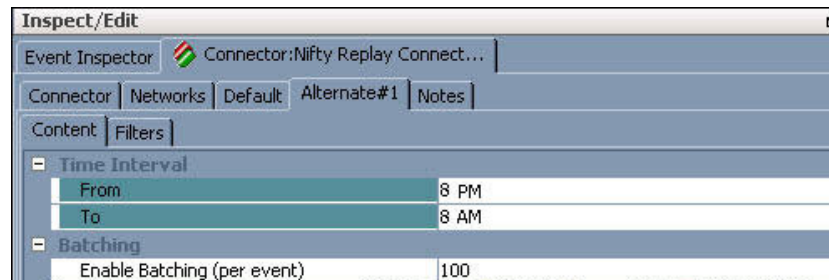 Inspect/Edit
Event Inspector Connector:Nifty Replay Connect...
Connector Networks Default Alternate#1 Notes
Content Filters
Time Interval
From 8 PM
To 8 AM
Batching
Enable Batching (per event) 100